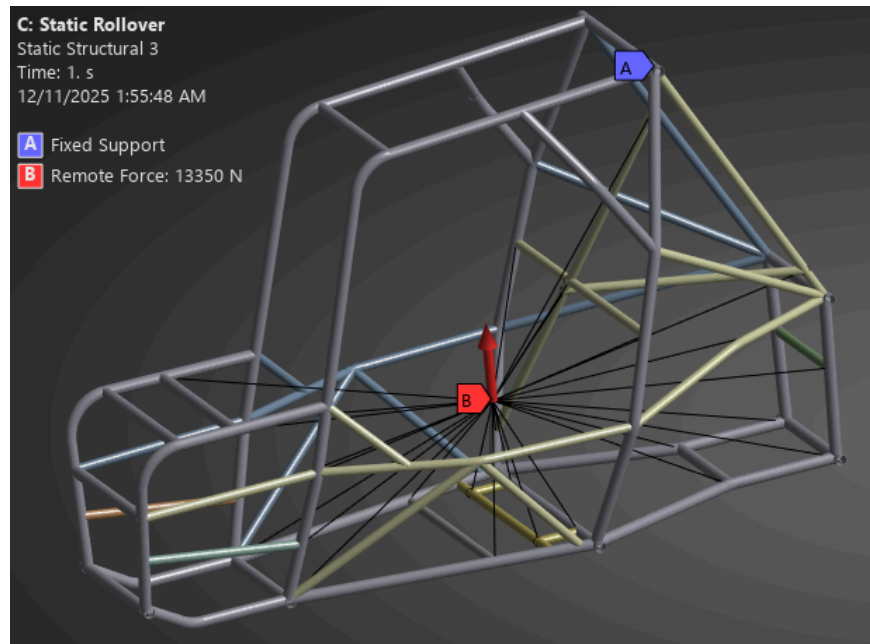 C: Static Rollover
Static Structural 3
Time: 1. s
12/11/2025 1:55:48 AM
A Fixed Support
B Remote Force: 13350 N
A
B